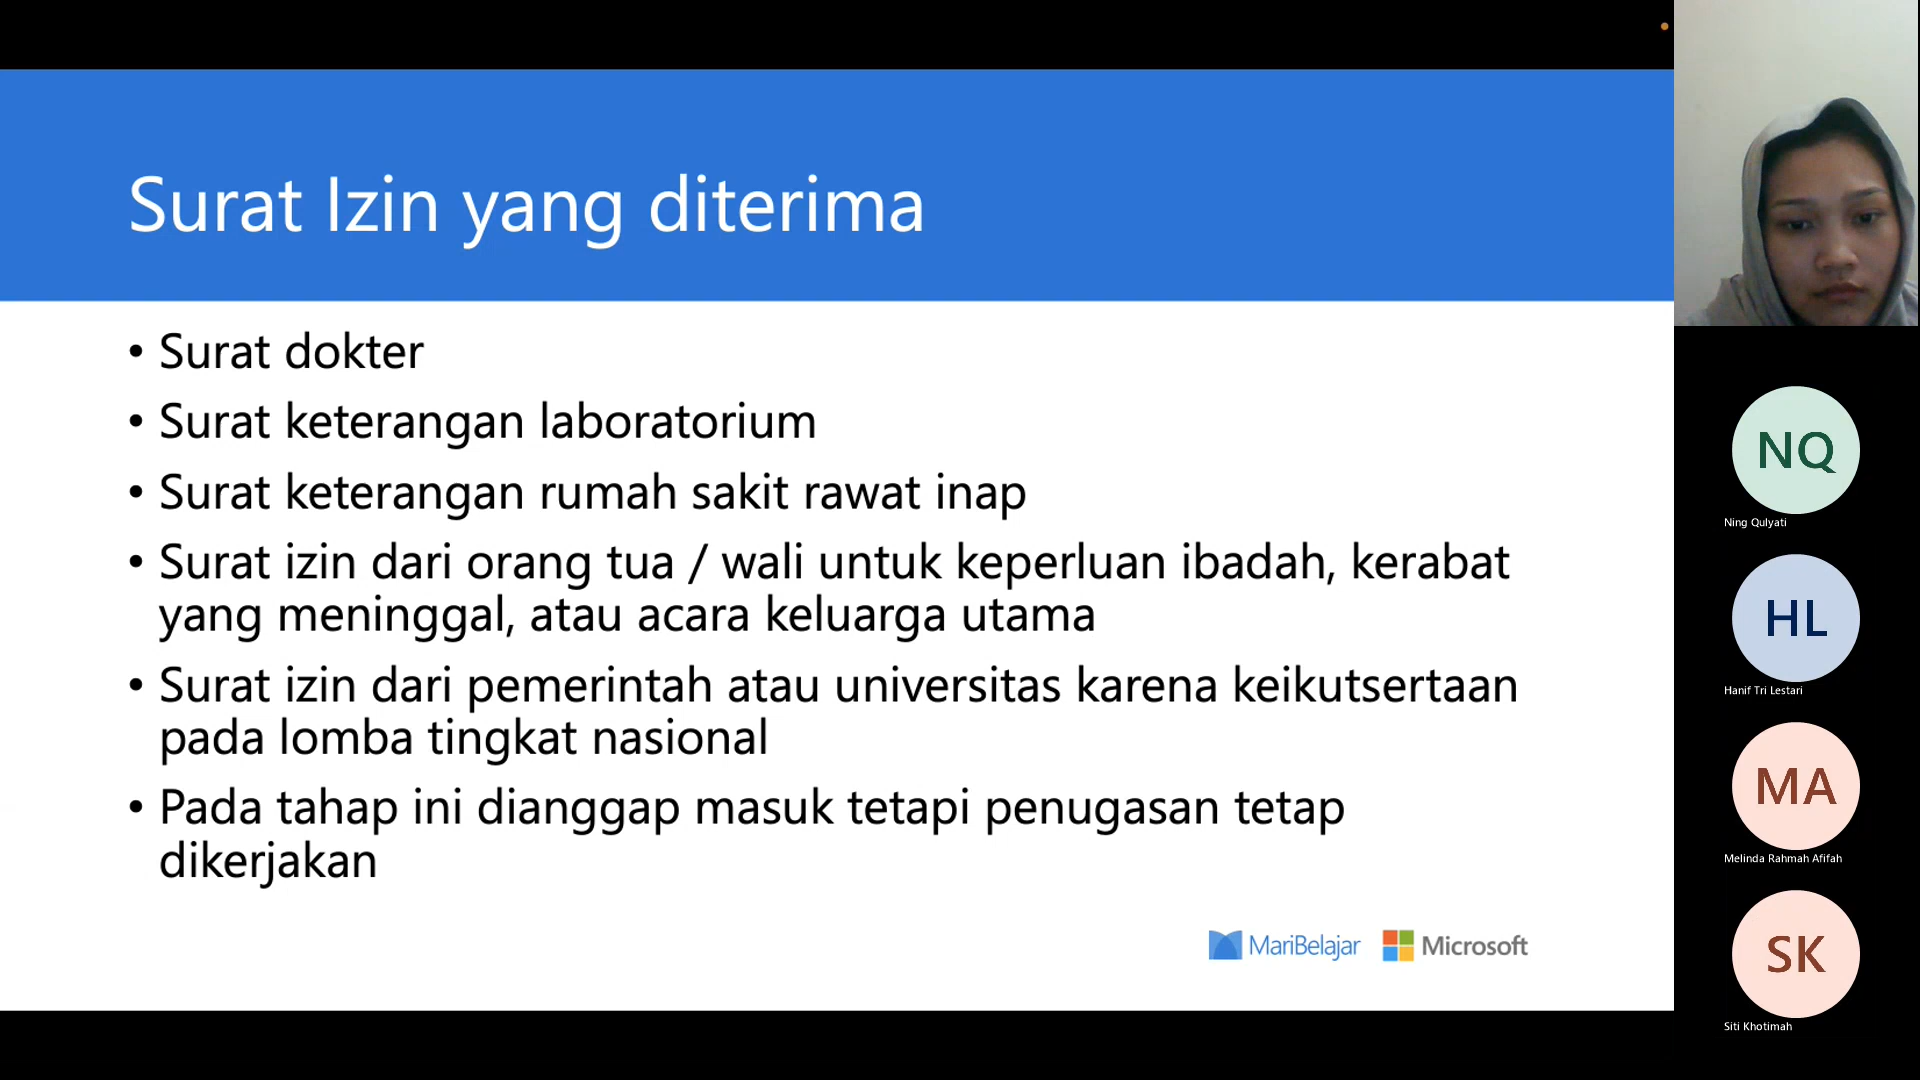 Surat Izin yang diterima
• Surat dokter
• Surat keterangan laboratorium
• Surat keterangan rumah sakit rawat inap
• Surat izin dari orang tua / wali untuk keperluan ibadah, kerabat
yang meninggal, atau acara keluarga utama
• Surat izin dari pemerintah atau universitas karena keikutsertaan
pada lomba tingkat nasional
• Pada tahap ini dianggap masuk tetapi penugasan tetap
dikerjakan
MariBelajar Microsoft
NQ
Ning Qulyati
HL
Hanif Tri Lestari
MA
Melinda Rahmah Afifah
SK
Siti Khotimah